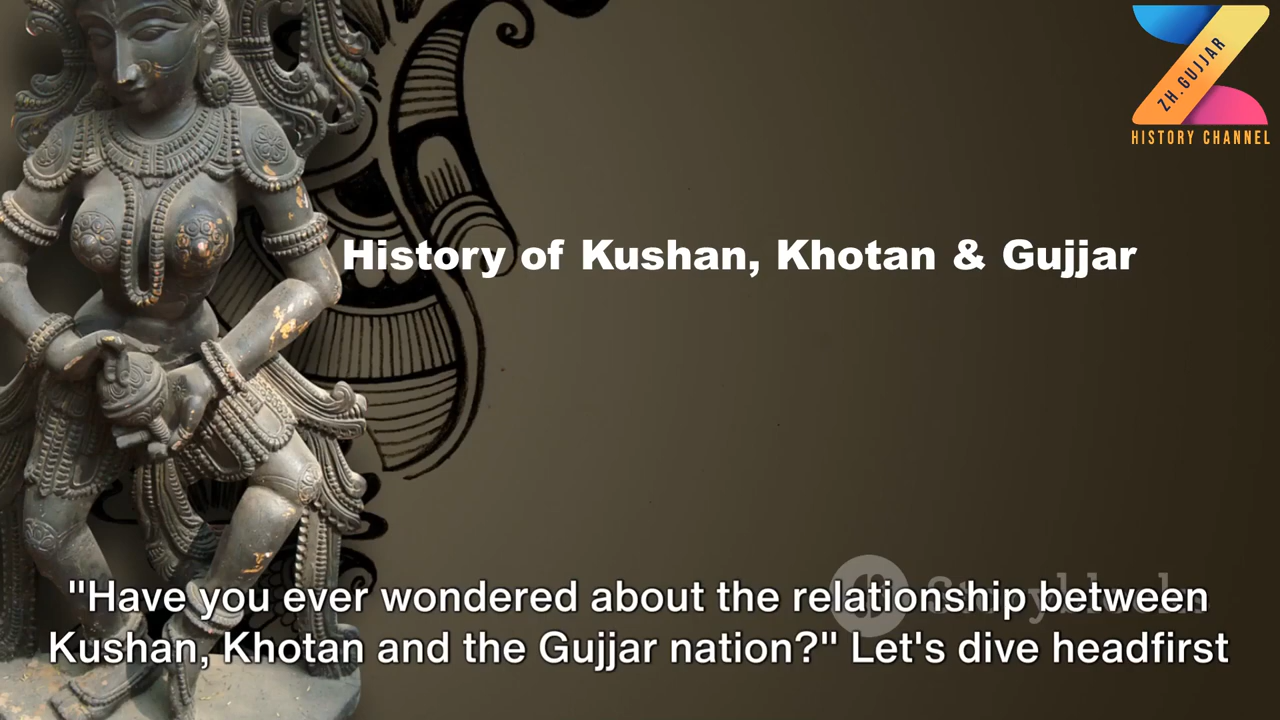 ZH.GUJJAR
HISTORY CHANNEL
History of Kushan, Khotan & Gujjar
"Have you ever wondered about the relationship between
Kushan, Khotan and the Gujjar nation?" Let's dive headfirst